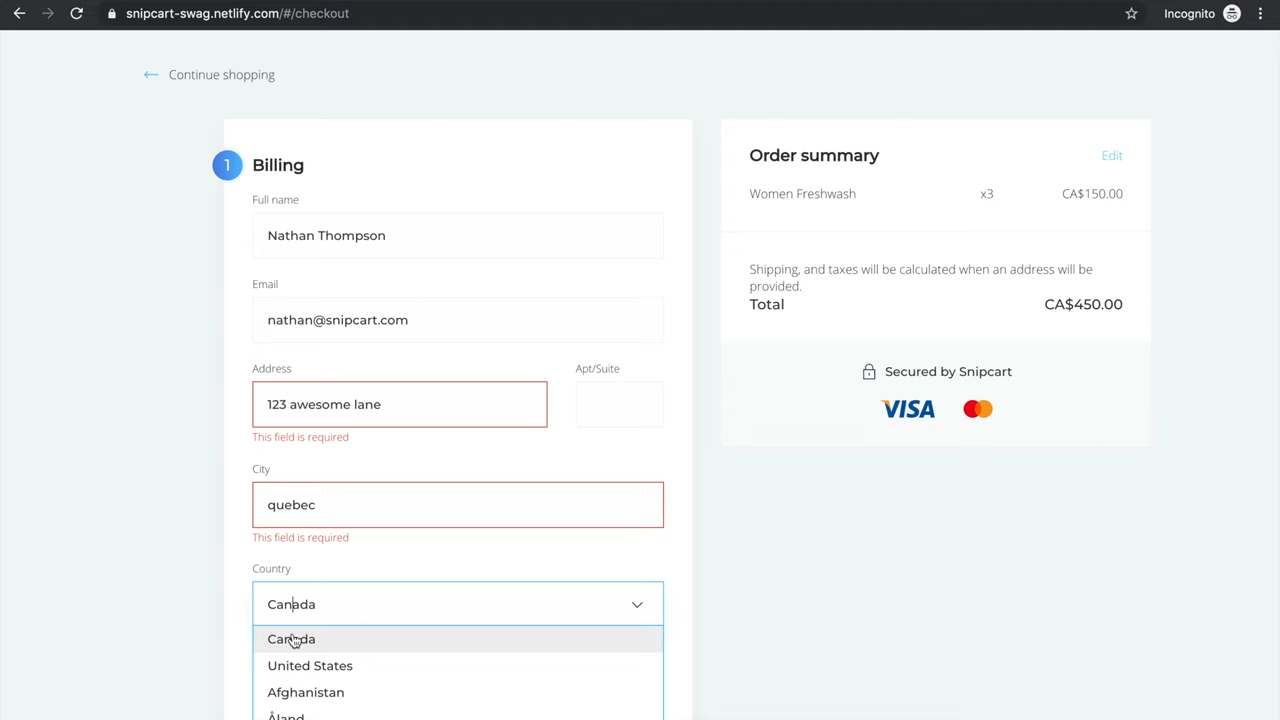 snipcart-swag.netlify.com/#/checkout
Incognito
Continue shopping
1 Billing
Full name
Nathan Thompson
Email
nathan@snipcart.com
Address
Apt/Suite
123 awesome lane
This field is required
City
quebec
This field is required
Country
Canada
Canada
United States
Afghanistan
Åland
Order summary
Edit
Women Freshwash x3 CA$150.00
Shipping, and taxes will be calculated when an address will be
provided.
Total CA$450.00
Secured by Snipcart
VISA